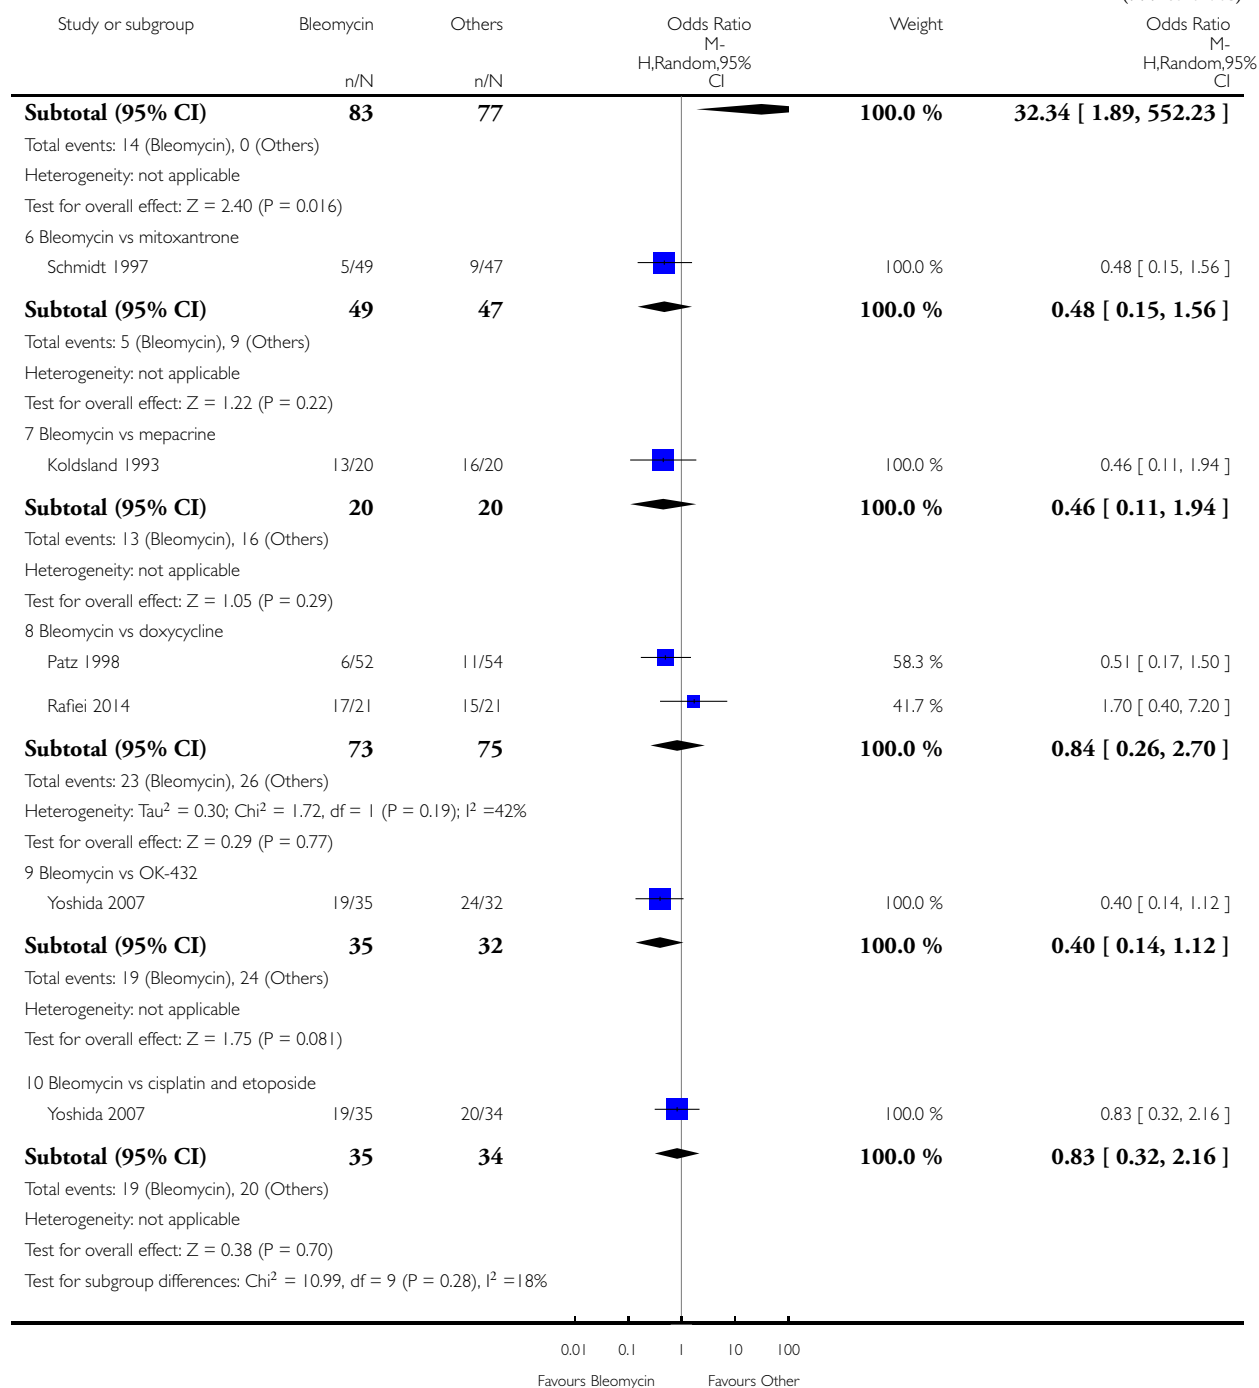 Study or subgroup Bleomycin Others Odds Ratio Weight Odds Ratio
M- M-
H,Random,95% H,Random,95%
n/N n/N CI CI
Subtotal (95% CI) 83 77 100.0 % 32.34 [ 1.89, 552.23 ]
Total events: 14 (Bleomycin), 0 (Others)
Heterogeneity: not applicable
Test for overall effect: Z = 2.40 (P = 0.016)
6 Bleomycin vs mitoxantrone
Schmidt 1997 5/49 9/47 100.0 % 0.48 [ 0.15, 1.56 ]
Subtotal (95% CI) 49 47 100.0 % 0.48 [ 0.15, 1.56 ]
Total events: 5 (Bleomycin), 9 (Others)
Heterogeneity: not applicable
Test for overall effect: Z = 1.22 (P = 0.22)
7 Bleomycin vs mepacrine
Koldsland 1993 13/20 16/20 100.0 % 0.46 [ 0.11, 1.94 ]
Subtotal (95% CI) 20 20 100.0 % 0.46 [ 0.11, 1.94 ]
Total events: 13 (Bleomycin), 16 (Others)
Heterogeneity: not applicable
Test for overall effect: Z = 1.05 (P = 0.29)
8 Bleomycin vs doxycycline
Patz 1998 6/52 11/54 58.3 % 0.51 [ 0.17, 1.50 ]
Rafiei 2014 17/21 15/21 41.7 % 1.70 [ 0.40, 7.20 ]
Subtotal (95% CI) 73 75 100.0 % 0.84 [ 0.26, 2.70 ]
Total events: 23 (Bleomycin), 26 (Others)
Heterogeneity: Tau² = 0.30; Chi² = 1.72, df = 1 (P = 0.19); I² =42%
Test for overall effect: Z = 0.29 (P = 0.77)
9 Bleomycin vs OK-432
Yoshida 2007 19/35 24/32 100.0 % 0.40 [ 0.14, 1.12 ]
Subtotal (95% CI) 35 32 100.0 % 0.40 [ 0.14, 1.12 ]
Total events: 19 (Bleomycin), 24 (Others)
Heterogeneity: not applicable
Test for overall effect: Z = 1.75 (P = 0.081)
10 Bleomycin vs cisplatin and etoposide
Yoshida 2007 19/35 20/34 100.0 % 0.83 [ 0.32, 2.16 ]
Subtotal (95% CI) 35 34 100.0 % 0.83 [ 0.32, 2.16 ]
Total events: 19 (Bleomycin), 20 (Others)
Heterogeneity: not applicable
Test for overall effect: Z = 0.38 (P = 0.70)
Test for subgroup differences: Chi² = 10.99, df = 9 (P = 0.28), I² =18%
0.01 0.1 1 10 100
Favours Bleomycin Favours Other